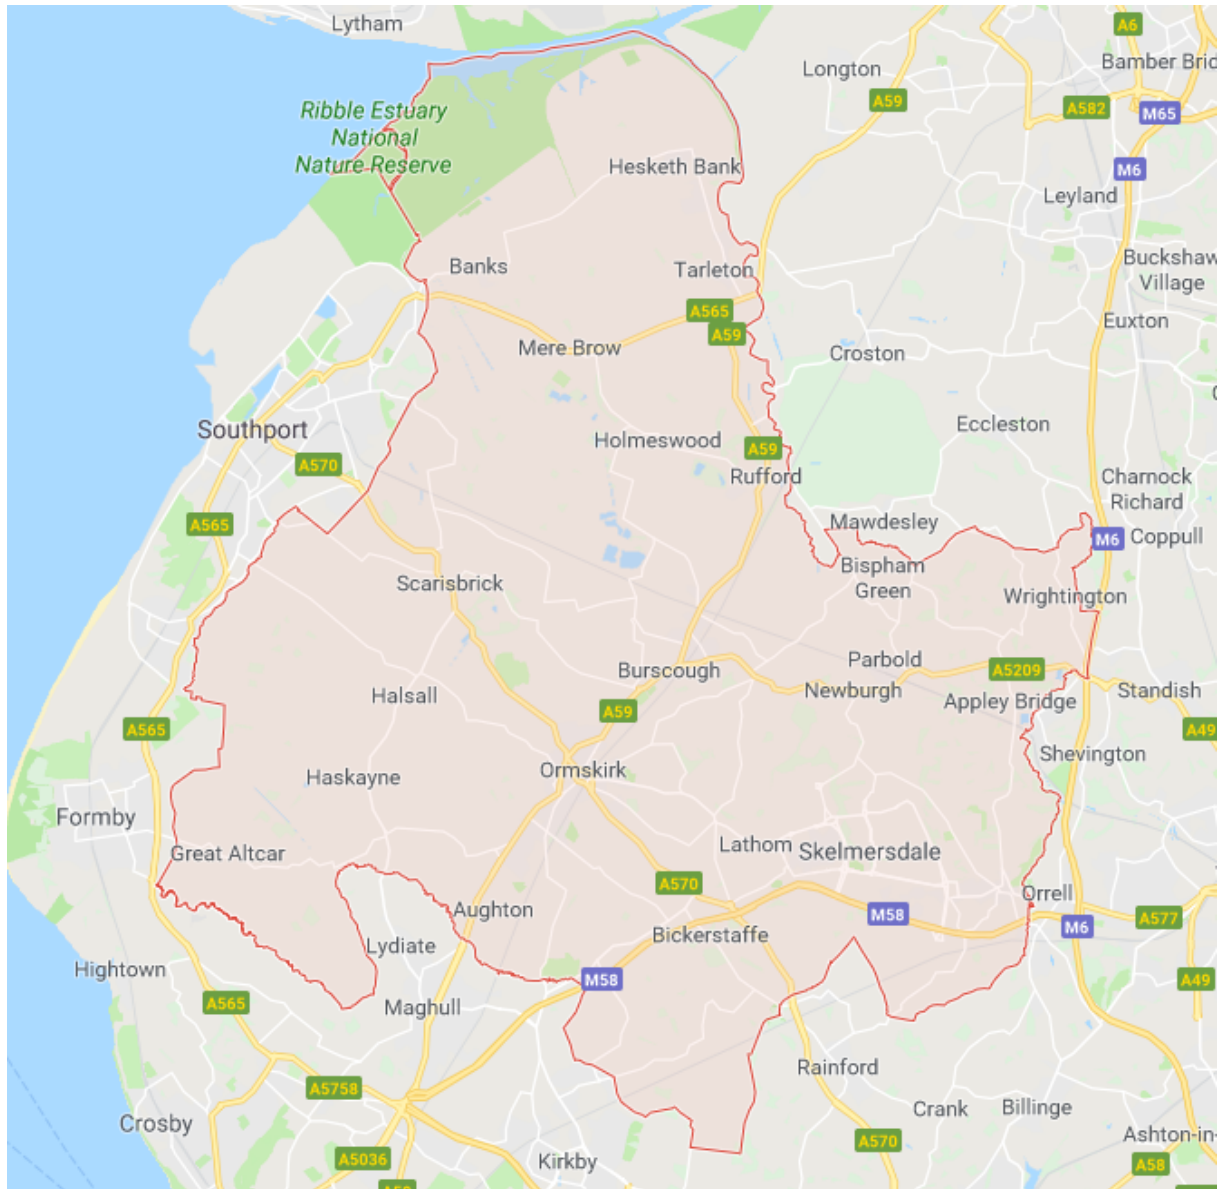 Lytham
A6
Bamber Brid
Longton
A59
A582
M65
Ribble Estuary
National
Nature Reserve
Hesketh Bank
M6
Leyland
Banks
Tarleton
Buckshaw
Village
A565
A59
Euxton
Mere Brow
Croston
Southport
Holmeswood
Eccleston
A59
A570
Rufford
Charnock
Richard
A565
Mawdesley
M6
Coppull
Bispham
Green
Scarisbrick
Wrightington
Burscough
Parbold
A5209
Newburgh
Standish
Halsall
Appley Bridge
A59
A565
A49
Shevington
Ormskirk
Haskayne
Formby
Great Altcar
Lathom
Skelmersdale
A570
Orrell
Aughton
M58
A577
M6
Bickerstaffe
Lydiate
Hightown
M58
A49
A565
Maghull
Rainford
A5758
Crank
Billinge
Crosby
Ashton-in-
A570
A5036
Kirkby
A58